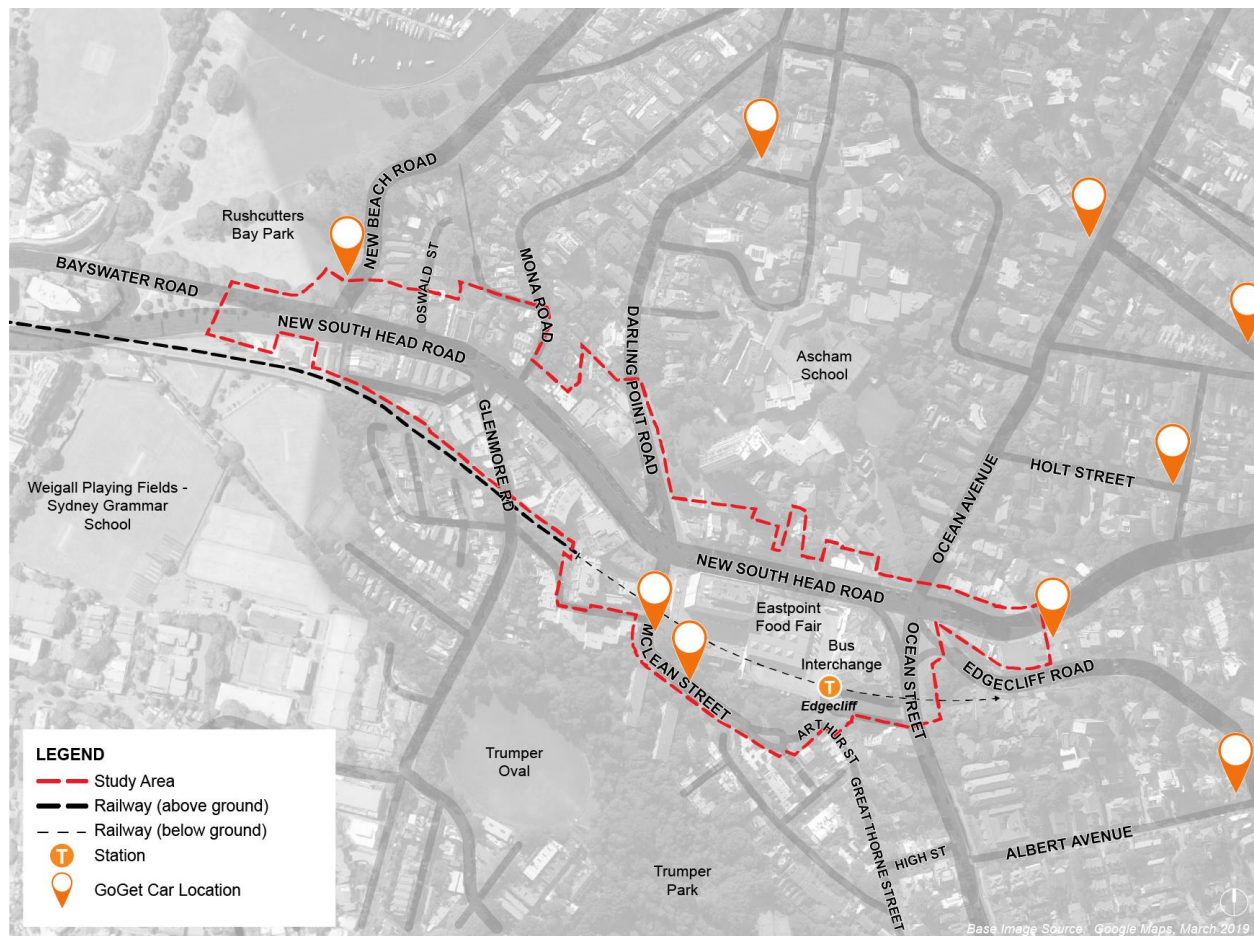 Rushcutters
Bay Park
NEW BEACH ROAD
BAYSWATER ROAD
OSWALD ST
MONA ROAD
NEW SOUTH HEAD ROAD
DARLING POINT ROAD
Ascham
School
GLENMORE RD
Weigall Playing Fields -
Sydney Grammar
School
OCEAN AVENUE
HOLT STREET
NEW SOUTH HEAD ROAD
Eastpoint
Food Fair
Bus
Interchange
T
Edgecliff
MCLEAN STREET
OCEAN STREET
EDGECLIFF ROAD
ARTHUR ST
Trumper
Oval
GREAT THORNE STREET
HIGH ST
ALBERT AVENUE
Trumper
Park
LEGEND
Study Area
Railway (above ground)
Railway (below ground)
T
Station
GoGet Car Location
Base Image Source: Google Maps, March 2019